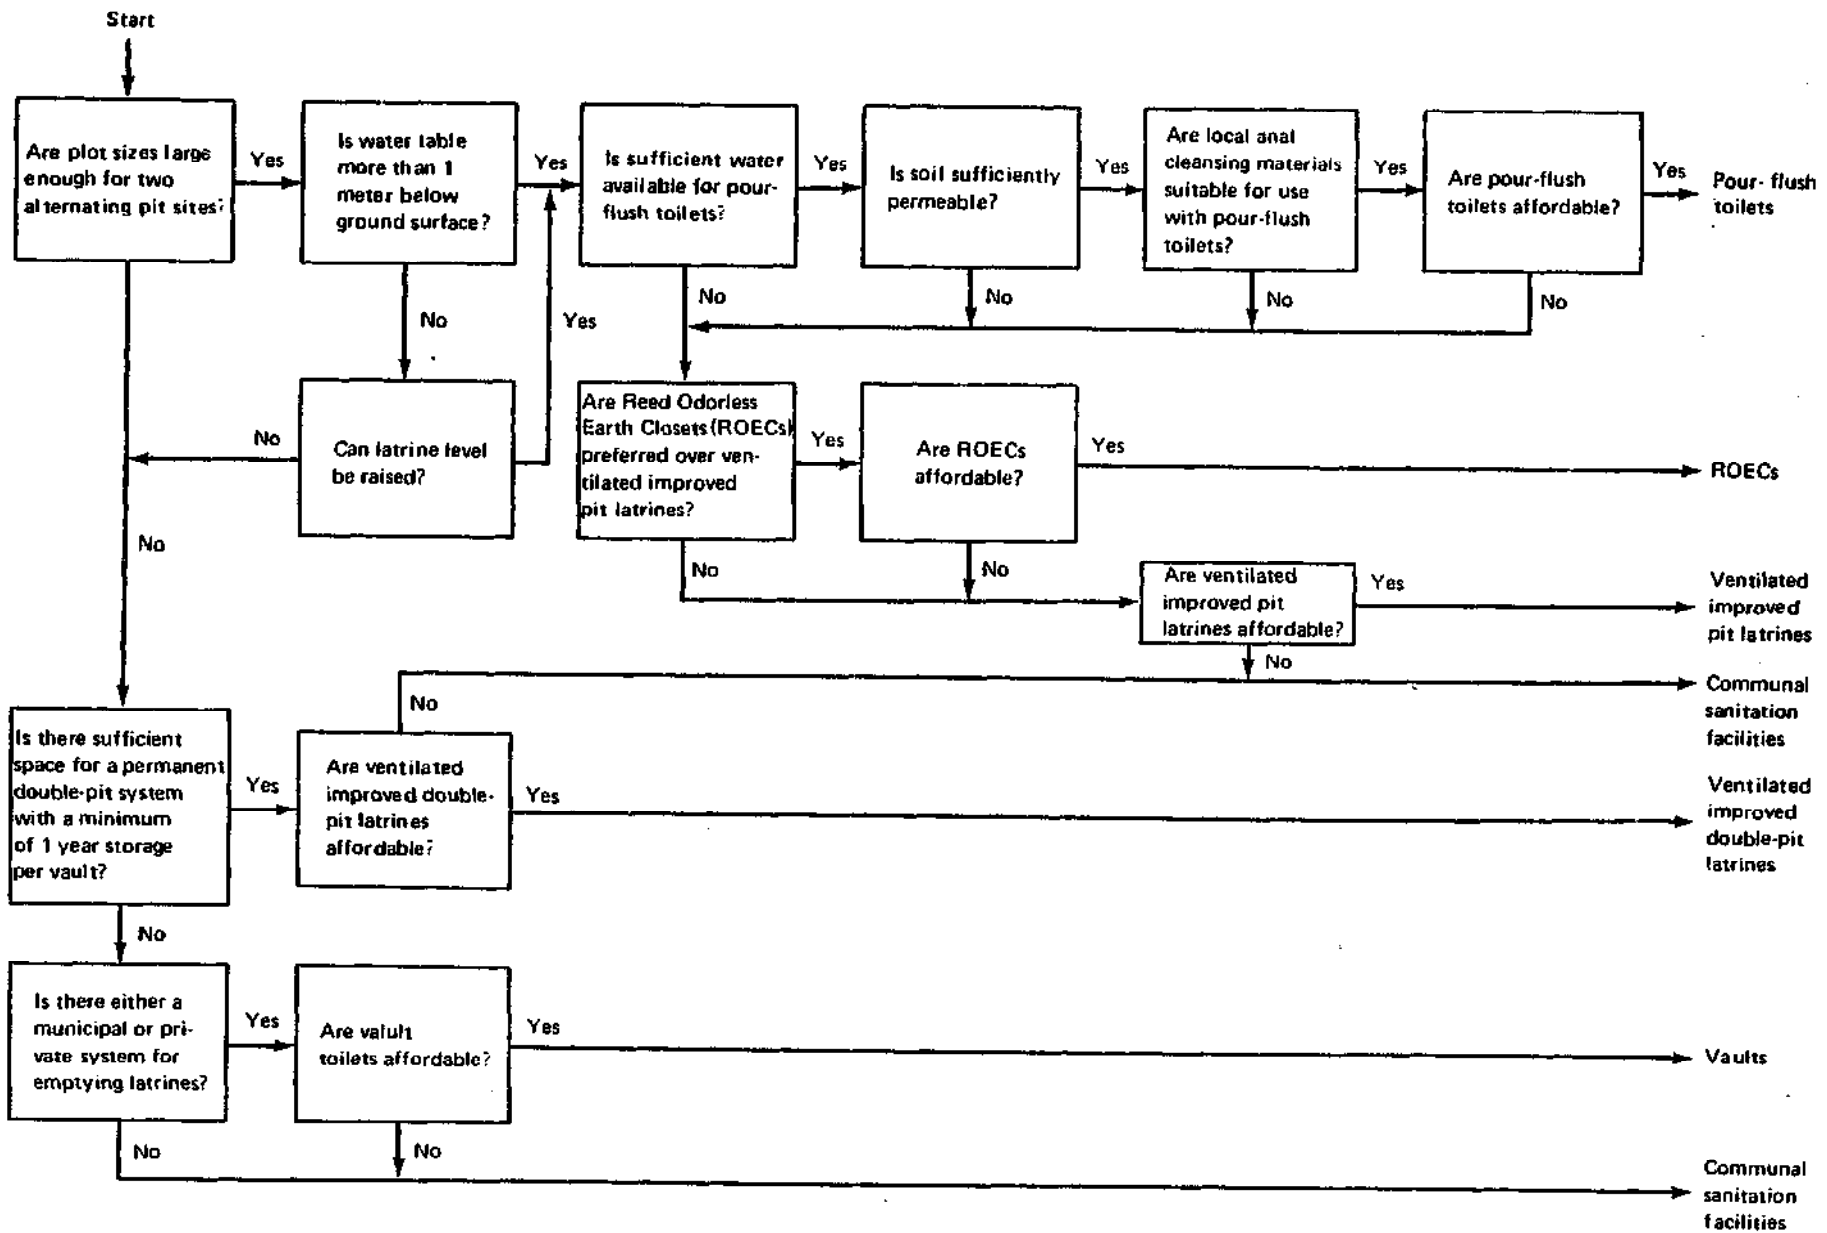 Start
Are plot sizes large
enough for two
alternating pit sites?
Yes
Is water table
more than 1
meter below
ground surface?
Yes
Is sufficient water
available for pour-
flush toilets?
Yes
Is soil sufficiently
permeable?
Yes
Are local anal
cleansing materials
suitable for use
with pour-flush
toilets?
Yes
Are pour-flush
toilets affordable?
Yes
Pour-flush
toilets
No
Yes
No
No
No
No
No
Can latrine level
be raised?
Are Reed Odorless
Earth Closets (ROECs)
preferred over ven-
tilated improved
pit latrines?
Yes
Are ROECs
affordable?
Yes
ROECs
No
No
No
Are ventilated
improved pit
latrines affordable?
Yes
Ventilated
improved
pit latrines
No
No
Communal
sanitation
facilities
Is there sufficient
space for a permanent
double-pit system
with a minimum
of 1 year storage
per vault?
Yes
Are ventilated
improved double-
pit latrines
affordable?
Yes
Ventilated
improved
double-pit
latrines
No
Is there either a
municipal or pri-
vate system for
emptying latrines?
Yes
Are valult
toilets affordable?
Yes
Vaults
No
No
Communal
sanitation
facilities